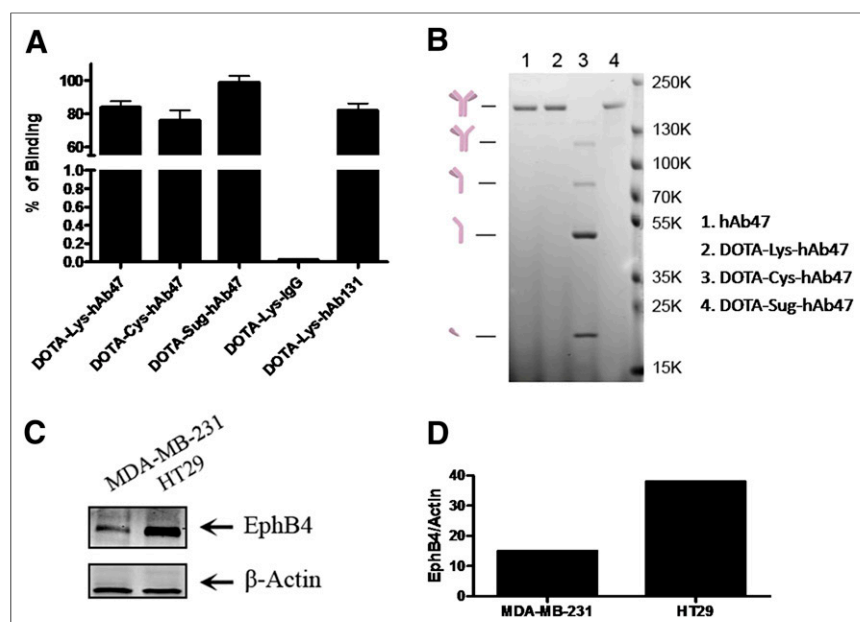 A
% of Binding
100
80
60
1.0
0.8
0.6
0.4
0.2
0.0
DOTA-Lys-hAb47
DOTA-Cys-hAb47
DOTA-Sug-hAb47
DOTA-Lys-IgG
DOTA-Lys-hAb131
B
1 2 3 4
250K
130K
100K
70K
55K
35K
25K
15K
1. hAb47
2. DOTA-Lys-hAb47
3. DOTA-Cys-hAb47
4. DOTA-Sug-hAb47
C
MDA-MB-231
HT29
EphB4
β-Actin
D
EphB4/Actin
40
30
20
10
0
MDA-MB-231
HT29